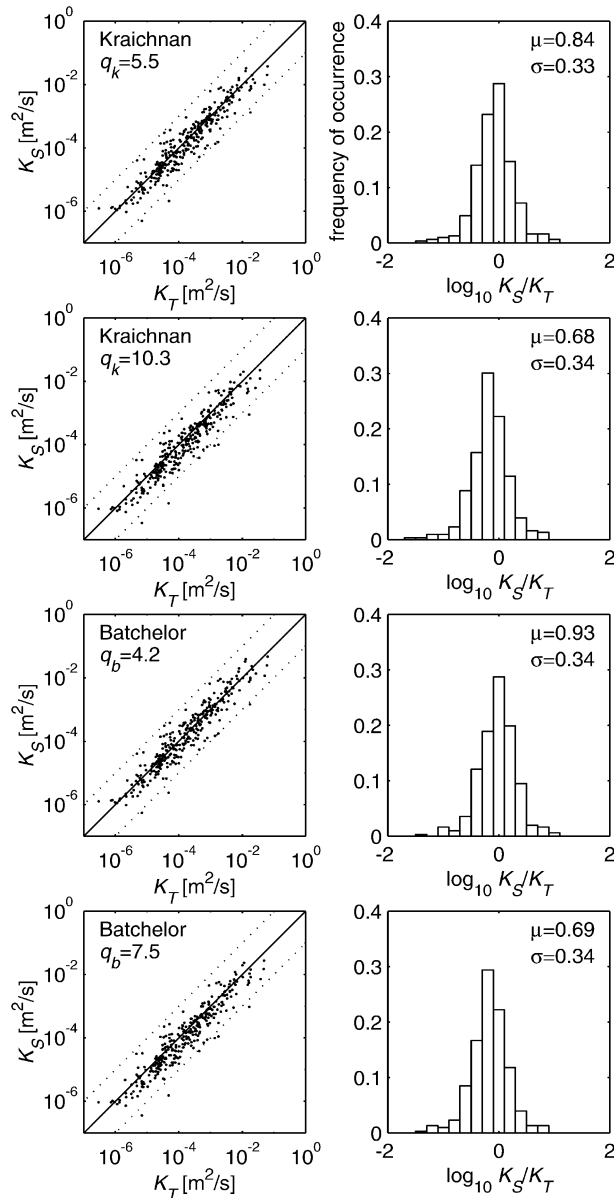 10^0
10^-2
10^-4
10^-6
K_S [m^2/s]
Kraichnan
q_k=5.5
10^-6 10^-4 10^-2 10^0
K_T [m^2/s]
0.4
0.3
0.2
0.1
0
frequency of occurrence
μ=0.84
σ=0.33
-2 0 2
log_10 K_S/K_T
10^0
10^-2
10^-4
10^-6
K_S [m^2/s]
Kraichnan
q_k=10.3
10^-6 10^-4 10^-2 10^0
K_T [m^2/s]
0.4
0.3
0.2
0.1
0
μ=0.68
σ=0.34
-2 0 2
log_10 K_S/K_T
10^0
10^-2
10^-4
10^-6
K_S [m^2/s]
Batchelor
q_b=4.2
10^-6 10^-4 10^-2 10^0
K_T [m^2/s]
0.4
0.3
0.2
0.1
0
μ=0.93
σ=0.34
-2 0 2
log_10 K_S/K_T
10^0
10^-2
10^-4
10^-6
K_S [m^2/s]
Batchelor
q_b=7.5
10^-6 10^-4 10^-2 10^0
K_T [m^2/s]
0.4
0.3
0.2
0.1
0
μ=0.69
σ=0.34
-2 0 2
log_10 K_S/K_T